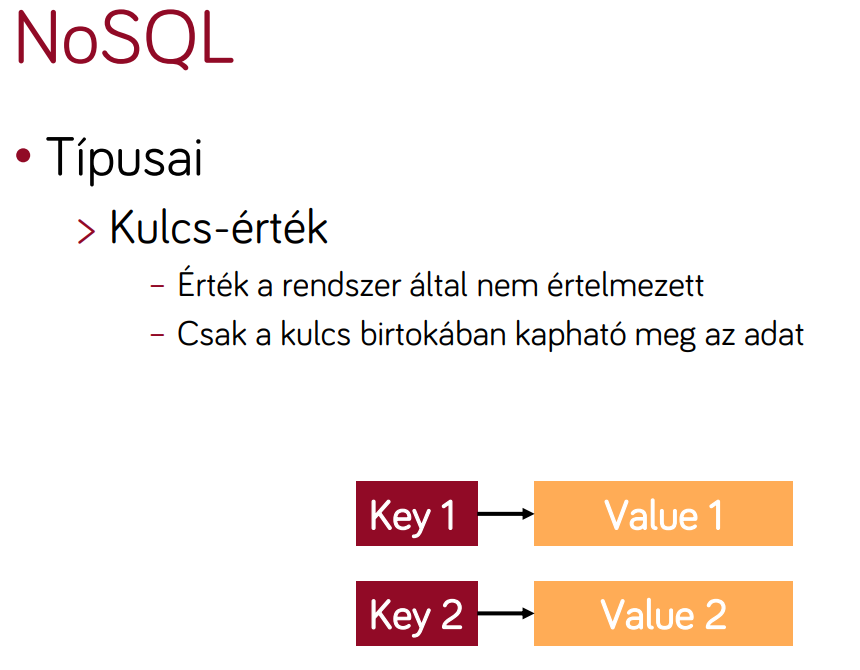 NoSQL
• Típusai
> Kulcs-érték
– Érték a rendszer által nem értelmezett
– Csak a kulcs birtokában kapható meg az adat
Key 1 Value 1
Key 2 Value 2